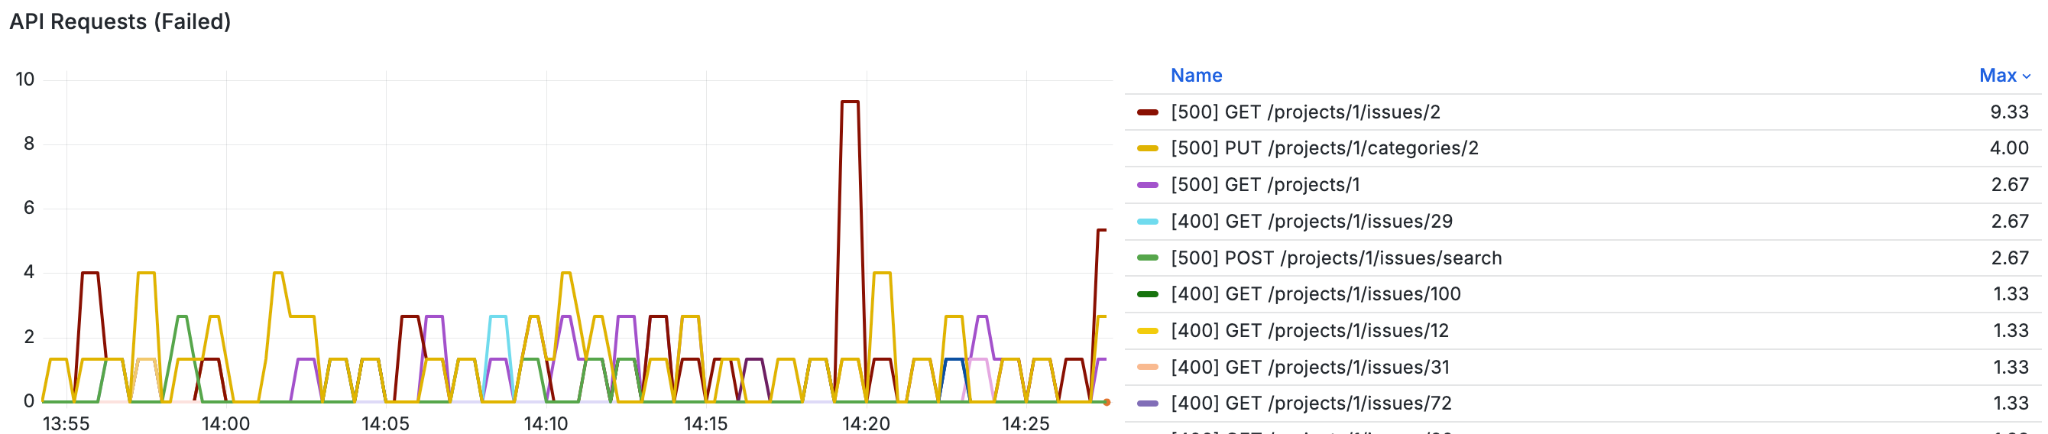 API Requests (Failed)
10
8
6
4
2
0
13:55 14:00 14:05 14:10 14:15 14:20 14:25
Name Max
[500] GET /projects/1/issues/2 9.33
[500] PUT /projects/1/categories/2 4.00
[500] GET /projects/1 2.67
[400] GET /projects/1/issues/29 2.67
[500] POST /projects/1/issues/search 2.67
[400] GET /projects/1/issues/100 1.33
[400] GET /projects/1/issues/12 1.33
[400] GET /projects/1/issues/31 1.33
[400] GET /projects/1/issues/72 1.33